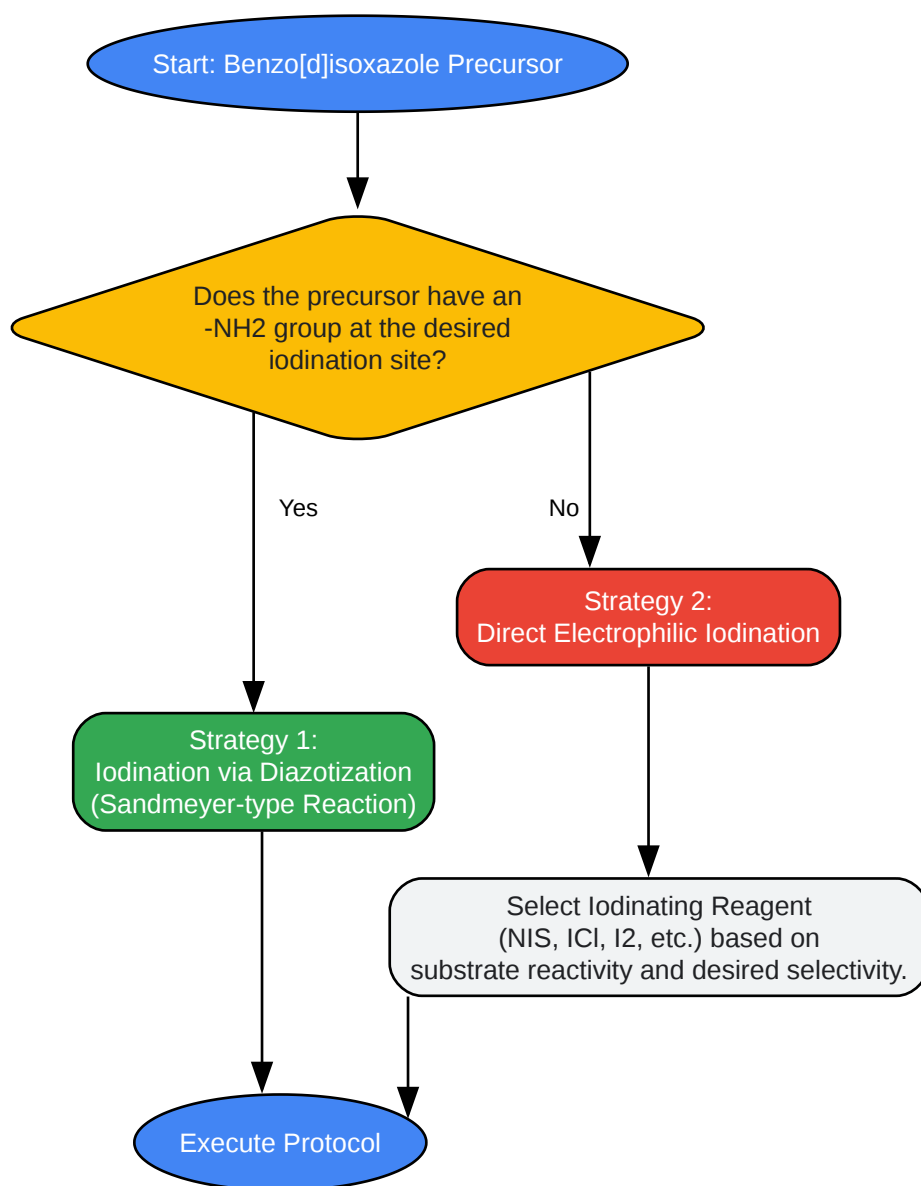 Start: Benzo[d]isoxazole Precursor
Does the precursor have an
-NH2 group at the desired
iodination site?
Yes
No
Strategy 2:
Direct Electrophilic Iodination
Strategy 1:
Iodination via Diazotization
(Sandmeyer-type Reaction)
Select Iodinating Reagent
(NIS, ICl, I2, etc.) based on
substrate reactivity and desired selectivity.
Execute Protocol